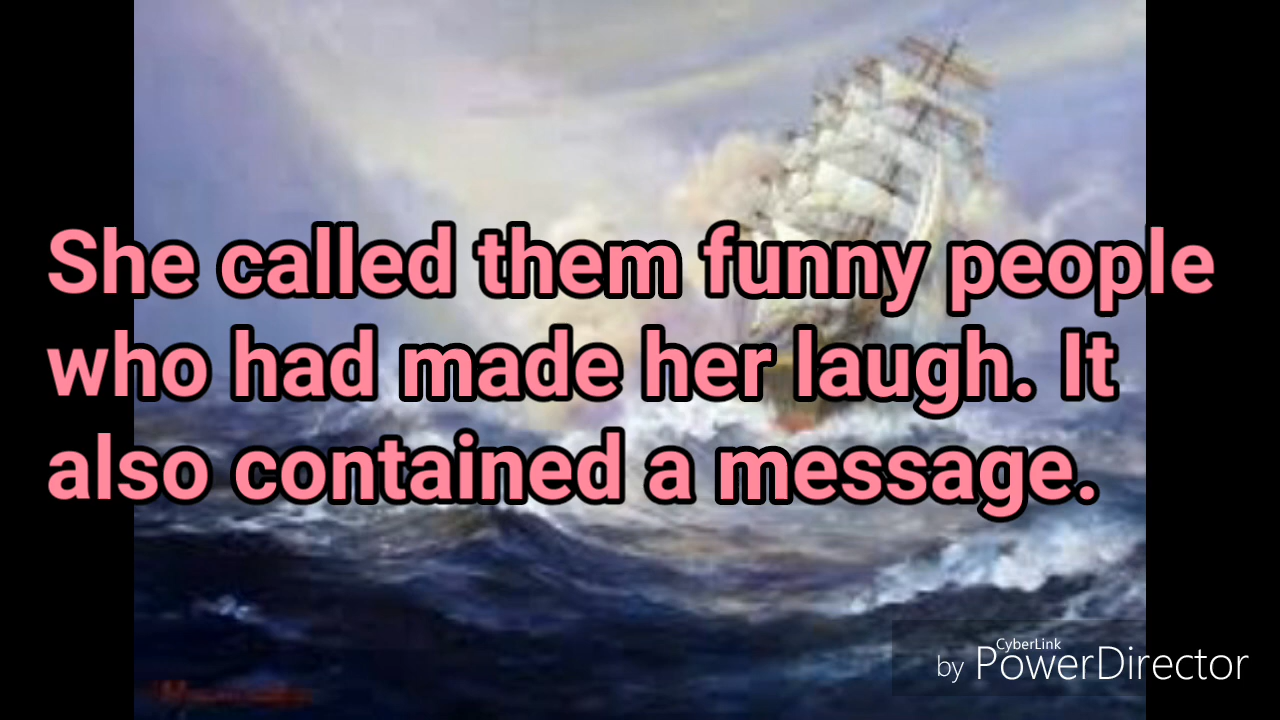 She called them funny people
who had made her laugh. It
also contained a message.
CyberLink
by PowerDirector